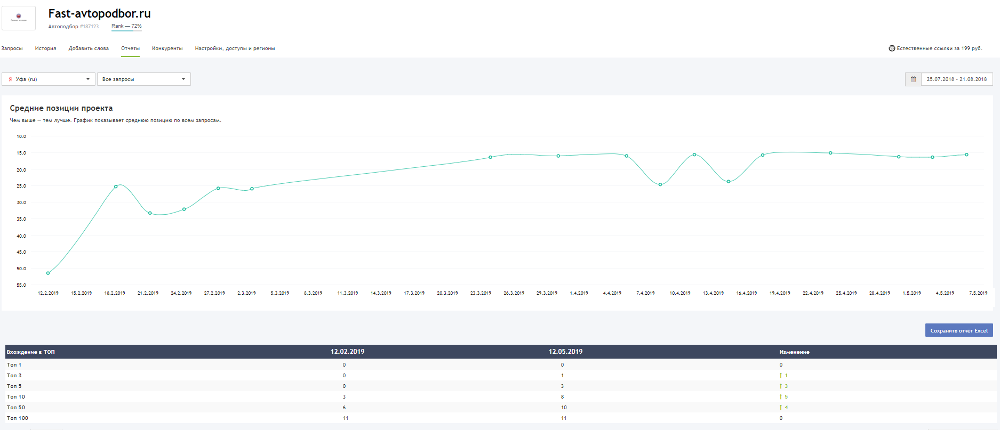 Fast-avtopodbor.ru
Автоподбор #187123 Rank — 72%
Запросы История Добавить слова Отчеты Конкуренты Настройки, доступы и регионы Естественные ссылки за 199 руб.
Я Уфа (ru) Все запросы 25.07.2018 - 21.08.2018
Средние позиции проекта
Чем выше — тем лучше. График показывает среднюю позицию по всем запросам.
10.0
15.0
20.0
25.0
30.0
35.0
40.0
45.0
50.0
55.0
12.2.2019 15.2.2019 18.2.2019 21.2.2019 24.2.2019 27.2.2019 2.3.2019 5.3.2019 8.3.2019 11.3.2019 14.3.2019 17.3.2019 20.3.2019 23.3.2019 26.3.2019 29.3.2019 1.4.2019 4.4.2019 7.4.2019 10.4.2019 13.4.2019 16.4.2019 19.4.2019 22.4.2019 25.4.2019 28.4.2019 1.5.2019 4.5.2019 7.5.2019
Сохранить отчёт Excel
Вхождение в ТОП 12.02.2019 12.05.2019 Изменение
Топ 1 0 0 0
Топ 3 0 1 ↑ 1
Топ 5 0 3 ↑ 3
Топ 10 3 8 ↑ 5
Топ 50 6 10 ↑ 4
Топ 100 11 11 0